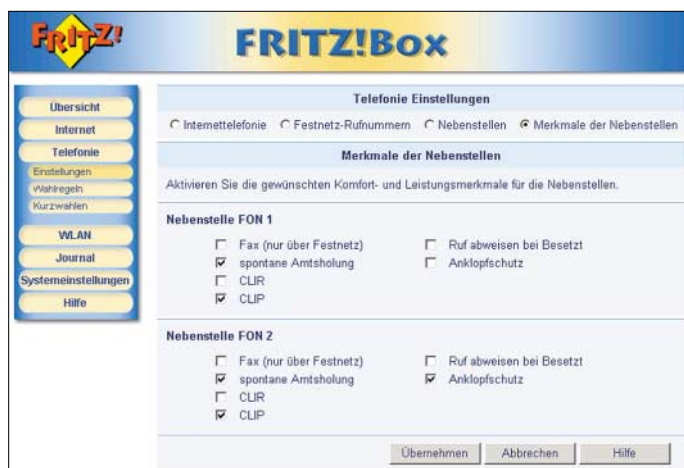 FRITZ!
FRITZ!Box
Übersicht
Internet
Telefonie
Einstellungen
Wahlregeln
Kurzwahlen
WLAN
Journal
Systemeinstellungen
Hilfe
Telefonie Einstellungen
Internettelefonie Festnetz-Rufnummern Nebenstellen Merkmale der Nebenstellen
Merkmale der Nebenstellen
Aktivieren Sie die gewünschten Komfort- und Leistungsmerkmale für die Nebenstellen.
Nebenstelle FON 1
Fax (nur über Festnetz) Ruf abweisen bei Besetzt
spontane Amtsholung Anklopfschutz
CLIR
CLIP
Nebenstelle FON 2
Fax (nur über Festnetz) Ruf abweisen bei Besetzt
spontane Amtsholung Anklopfschutz
CLIR
CLIP
Übernehmen Abbrechen Hilfe